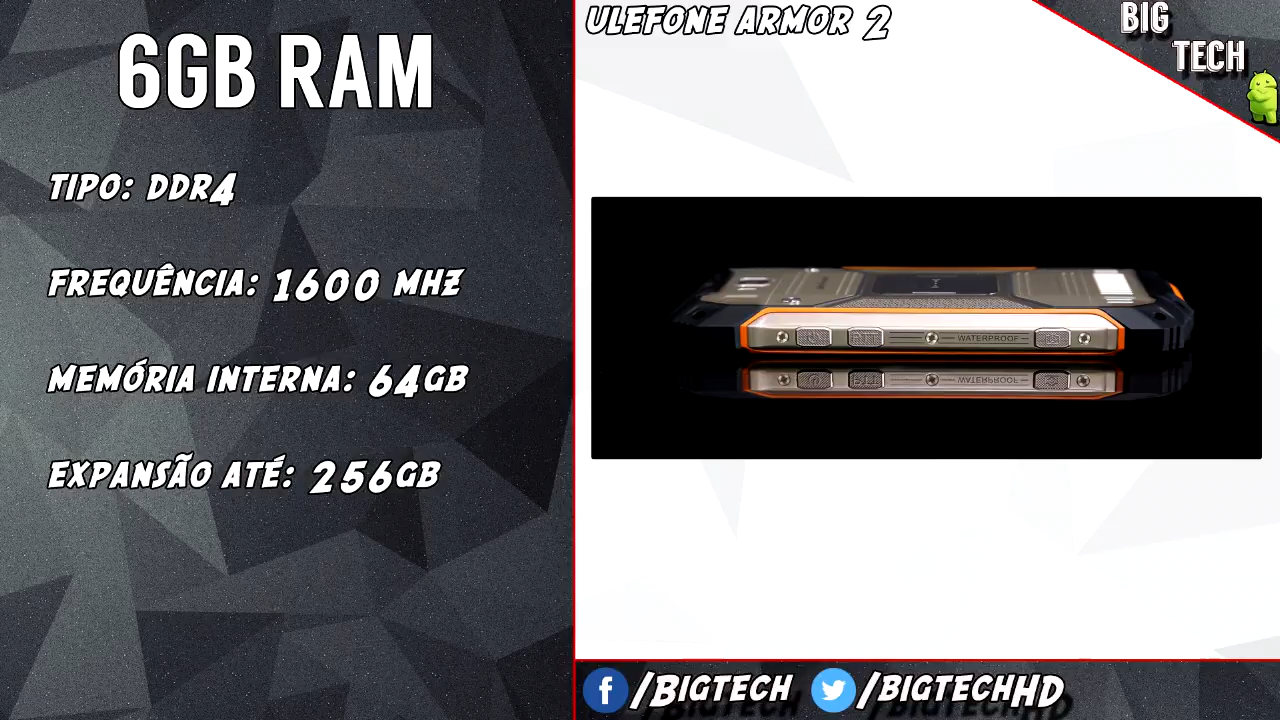 6GB RAM
TIPO: DDR4
FREQUÊNCIA: 1600 MHZ
MEMÓRIA INTERNA: 64GB
EXPANSÃO ATÉ: 256GB
ULEFONE ARMOR 2
BIG
TECH
WATERPROOF
/BIGTECH
/BIGTECHHD